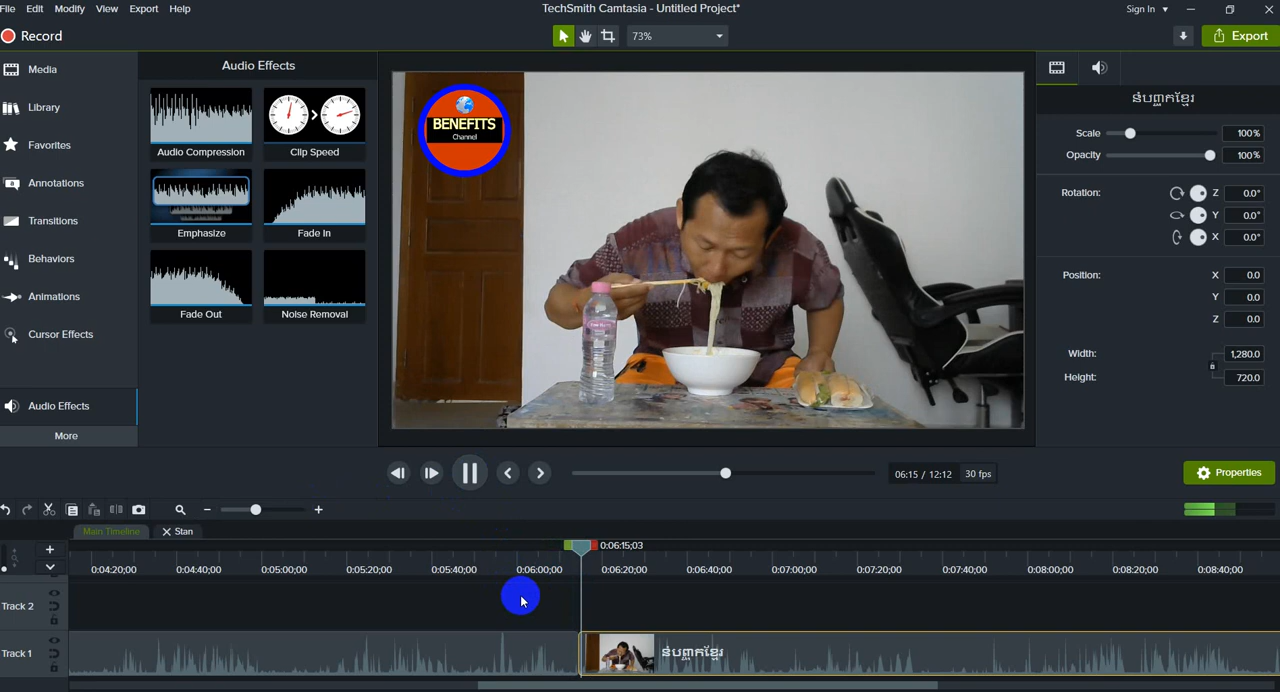 File Edit Modify View Export Help
TechSmith Camtasia - Untitled Project*
Sign In
Record
73%
Export
Media
Library
Favorites
Annotations
Transitions
Behaviors
Animations
Cursor Effects
Audio Effects
More
Audio Effects
Audio Compression
Clip Speed
Emphasize
Fade In
Fade Out
Noise Removal
BENEFITS
Channel
នំបញ្ចុកខ្មែរ
Scale 100%
Opacity 100%
Rotation: Z 0.0°
Y 0.0°
X 0.0°
Position: X 0.0
Y 0.0
Z 0.0
Width: 1,280.0
Height: 720.0
06:15 / 12:12 30 fps
Properties
Main Timeline
Stan
0:06:15;03
0:04:20;00 0:04:40;00 0:05:00;00 0:05:20;00 0:05:40;00 0:06:00;00 0:06:20;00 0:06:40;00 0:07:00;00 0:07:20;00 0:07:40;00 0:08:00;00 0:08:20;00 0:08:40;00
Track 2
Track 1
នំបញ្ចុកខ្មែរ